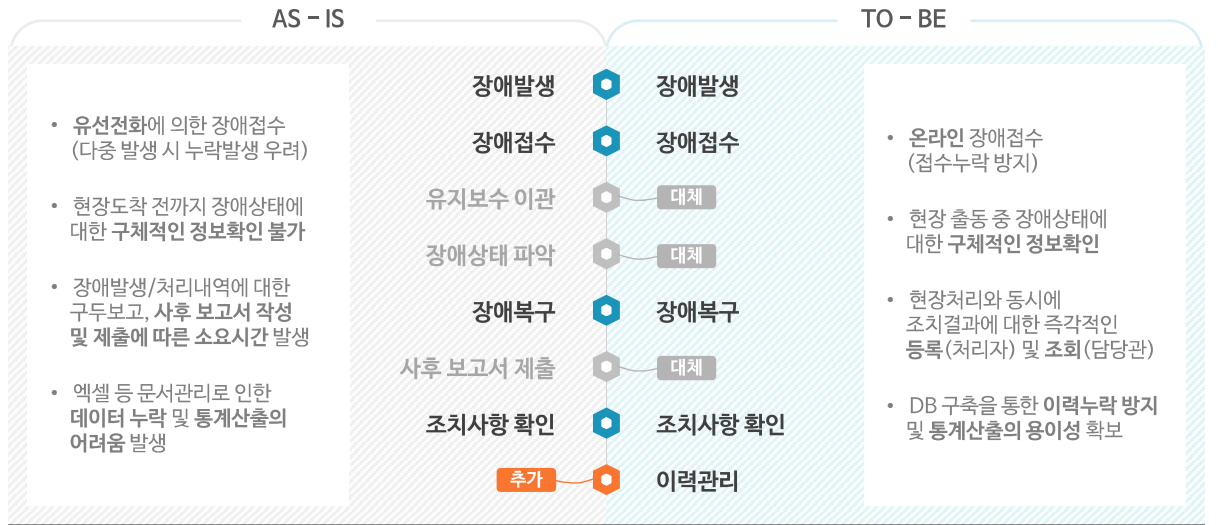 AS – IS
TO – BE
• 유선전화에 의한 장애접수
(다중 발생 시 누락발생 우려)
• 현장도착 전까지 장애상태에
대한 구체적인 정보확인 불가
• 장애발생/처리내역에 대한
구두보고, 사후 보고서 작성
및 제출에 따른 소요시간 발생
• 엑셀 등 문서관리로 인한
데이터 누락 및 통계산출의
어려움 발생
장애발생
장애발생
장애접수
장애접수
유지보수 이관
대체
장애상태 파악
대체
장애복구
장애복구
사후 보고서 제출
대체
조치사항 확인
조치사항 확인
추가
이력관리
• 온라인 장애접수
(접수누락 방지)
• 현장 출동 중 장애상태에
대한 구체적인 정보확인
• 현장처리와 동시에
조치결과에 대한 즉각적인
등록(처리자) 및 조회(담당관)
• DB 구축을 통한 이력누락 방지
및 통계산출의 용이성 확보